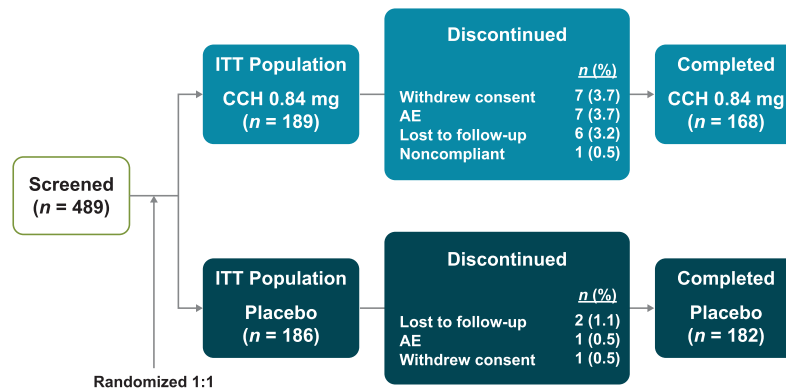 Screened
(n = 489)
Randomized 1:1
ITT Population
CCH 0.84 mg
(n = 189)
Discontinued
n (%)
Withdrew consent 7 (3.7)
AE 7 (3.7)
Lost to follow-up 6 (3.2)
Noncompliant 1 (0.5)
Completed
CCH 0.84 mg
(n = 168)
ITT Population
Placebo
(n = 186)
Discontinued
n (%)
Lost to follow-up 2 (1.1)
AE 1 (0.5)
Withdrew consent 1 (0.5)
Completed
Placebo
(n = 182)